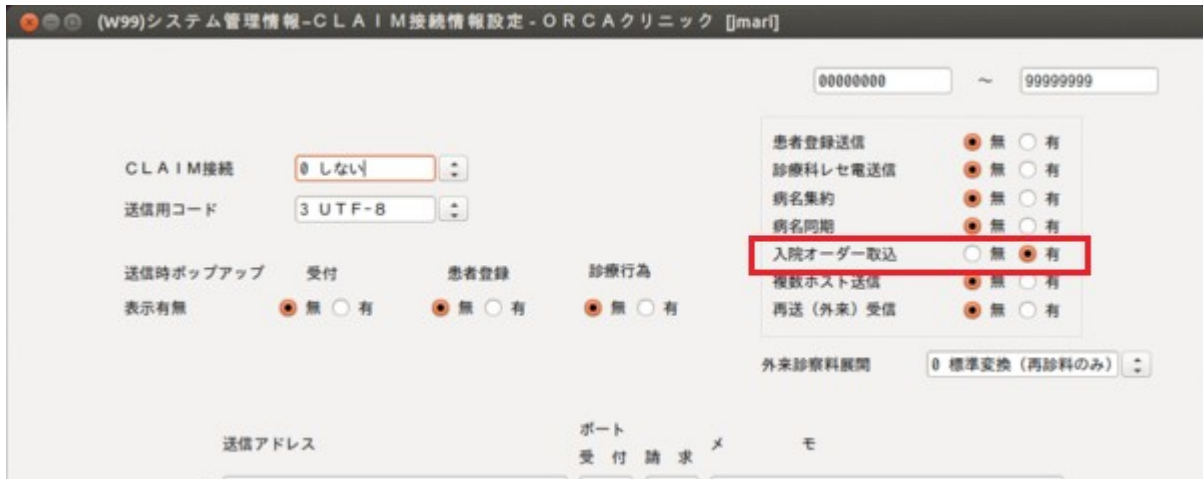 (W99)システム管理情報-ＣＬＡＩＭ接続情報設定 - ＯＲＣＡクリニック [jmari]
00000000 ～ 99999999
ＣＬＡＩＭ接続 0 しない
送信用コード 3 ＵＴＦ-８
患者登録送信 無 有
診療科レセ電送信 無 有
病名集約 無 有
病名同期 無 有
入院オーダー取込 無 有
複数ホスト送信 無 有
再送（外来）受信 無 有
送信時ポップアップ 受付 患者登録 診療行為
表示有無 無 有 無 有 無 有
外来診察料展開 0 標準変換（再診料のみ）
送信アドレス ポート メ モ
受 付 請 求